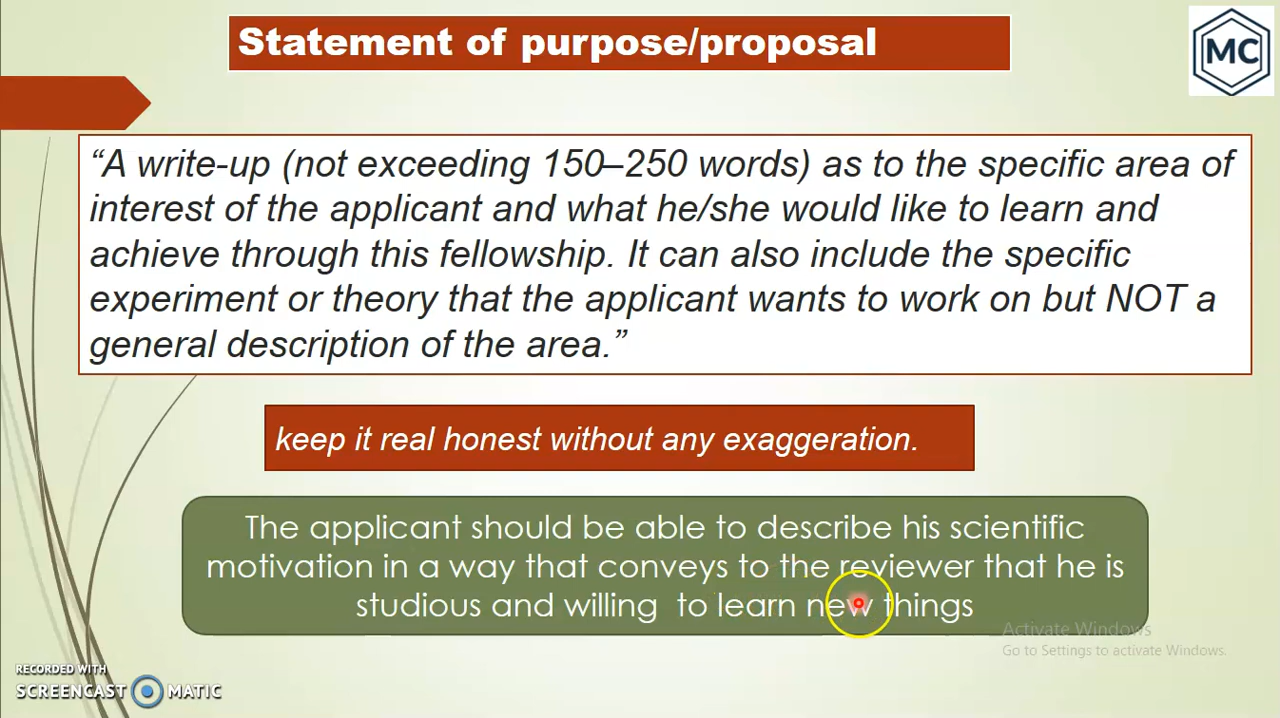 Statement of purpose/proposal
MC
“A write-up (not exceeding 150–250 words) as to the specific area of
interest of the applicant and what he/she would like to learn and
achieve through this fellowship. It can also include the specific
experiment or theory that the applicant wants to work on but NOT a
general description of the area.”
keep it real honest without any exaggeration.
The applicant should be able to describe his scientific
motivation in a way that conveys to the reviewer that he is
studious and willing to learn new things
Activate Windows
Go to Settings to activate Windows.
RECORDED WITH
SCREENCAST MATIC